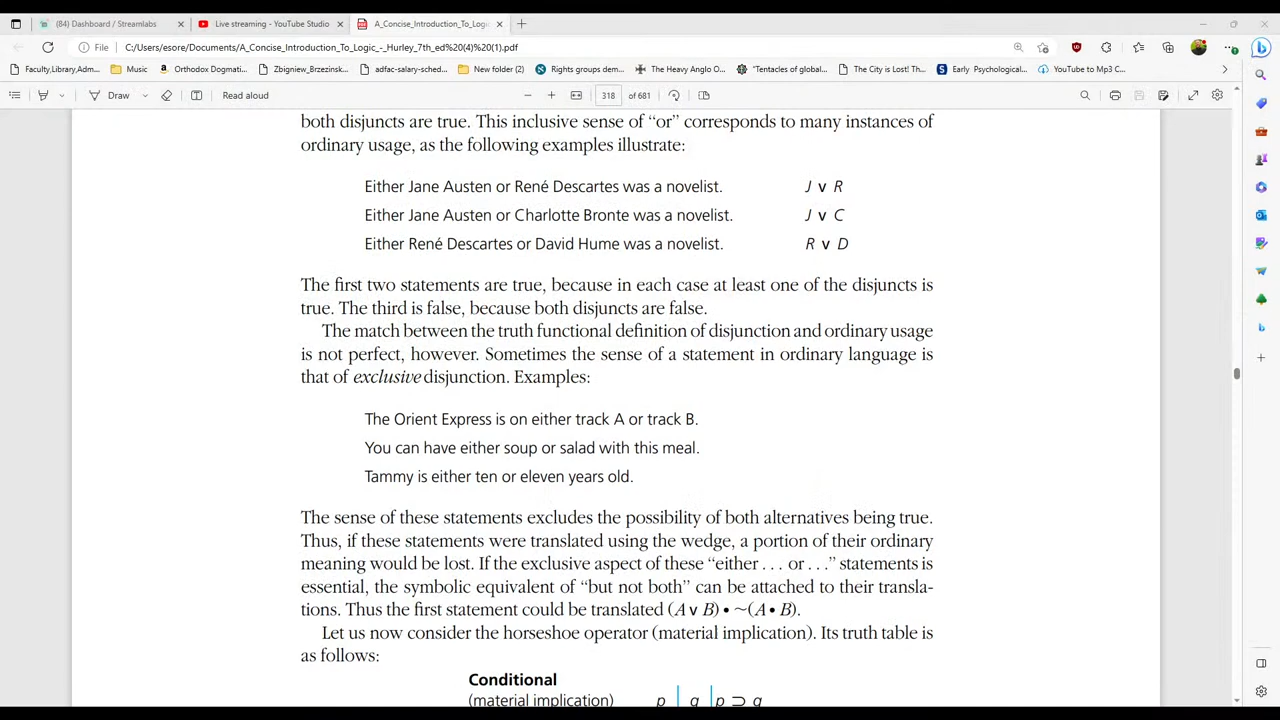 (84) Dashboard / Streamlabs
Live streaming - YouTube Studio
A_Concise_Introduction_To_Logic
File C:/Users/esore/Documents/A_Concise_Introduction_To_Logic_-_Hurley_7th_ed%20(4)%20(1).pdf
Faculty,Library,Adm... Music Orthodox Dogmati... Zbigniew_Brzezinsk... adfac-salary-sched... New folder (2) Rights groups dem... The Heavy Anglo O... "Tentacles of global... The City is Lost! Th... Early Psychological... YouTube to Mp3 C...
Draw Read aloud 318 of 681
both disjuncts are true. This inclusive sense of “or” corresponds to many instances of
ordinary usage, as the following examples illustrate:
Either Jane Austen or René Descartes was a novelist. J v R
Either Jane Austen or Charlotte Bronte was a novelist. J v C
Either René Descartes or David Hume was a novelist. R v D
The first two statements are true, because in each case at least one of the disjuncts is
true. The third is false, because both disjuncts are false.
The match between the truth functional definition of disjunction and ordinary usage
is not perfect, however. Sometimes the sense of a statement in ordinary language is
that of exclusive disjunction. Examples:
The Orient Express is on either track A or track B.
You can have either soup or salad with this meal.
Tammy is either ten or eleven years old.
The sense of these statements excludes the possibility of both alternatives being true.
Thus, if these statements were translated using the wedge, a portion of their ordinary
meaning would be lost. If the exclusive aspect of these “either . . . or . . .” statements is
essential, the symbolic equivalent of “but not both” can be attached to their transla-
tions. Thus the first statement could be translated (A v B) • ~(A • B).
Let us now consider the horseshoe operator (material implication). Its truth table is
as follows:
Conditional
(material implication) p q p ⊃ q